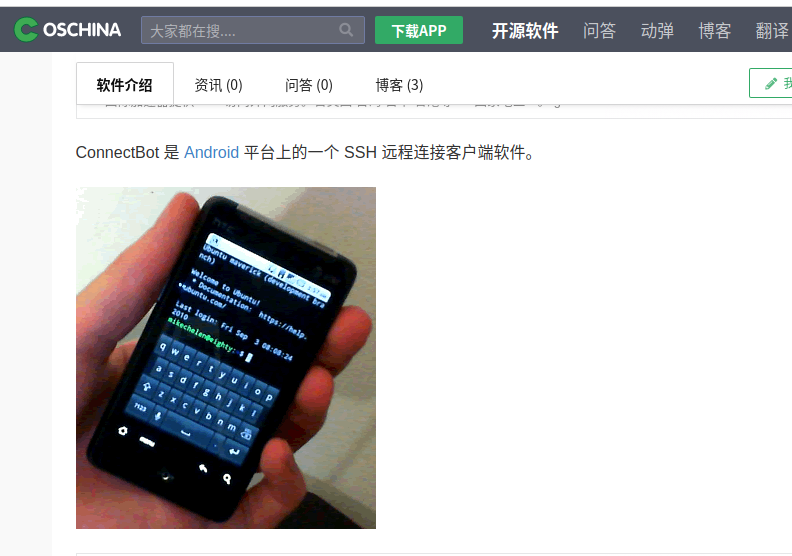 OSCHINA 大家都在搜.... 下载APP 开源软件 问答 动弹 博客 翻译
软件介绍 资讯 (0) 问答 (0) 博客 (3)
ConnectBot 是 Android 平台上的一个 SSH 远程连接客户端软件。
Ubuntu maverick (development bra
nch)
Welcome to Ubuntu!
* Documentation: https://help.
ubuntu.com/
Last login: Fri Sep 3 08:08:24
2010
mikechelen@eighty:~$
q w e r t y u i o p
a s d f g h j k l
z x c v b n m
?123
MENU